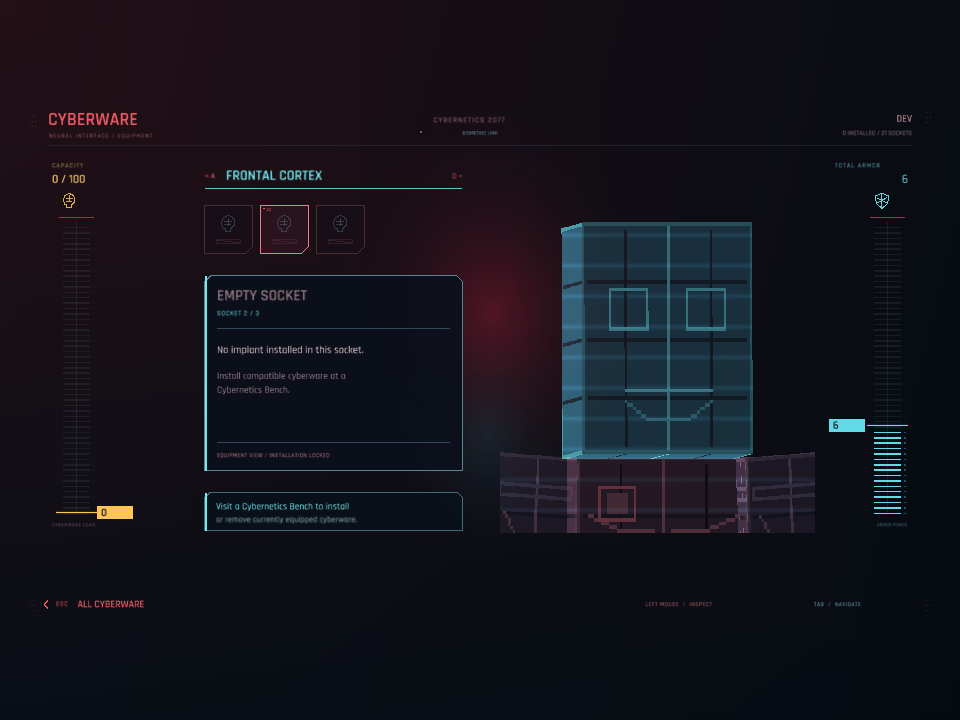 CYBERWARE
NEURAL INTERFACE / EQUIPMENT
CYBERNETICS 2077
BIOMETRIC LINK
DEV
0 INSTALLED / 21 SOCKETS
CAPACITY
0 / 100
TOTAL ARMOR
6
< A FRONTAL CORTEX D >
EMPTY SOCKET
SOCKET 2 / 3
No implant installed in this socket.
Install compatible cyberware at a
Cybernetics Bench.
EQUIPMENT VIEW / INSTALLATION LOCKED
6
Visit a Cybernetics Bench to install
or remove currently equipped cyberware.
0
CYBERWARE LOAD
ARMOR POINTS
ESC ALL CYBERWARE
LEFT MOUSE / INSPECT
TAB / NAVIGATE